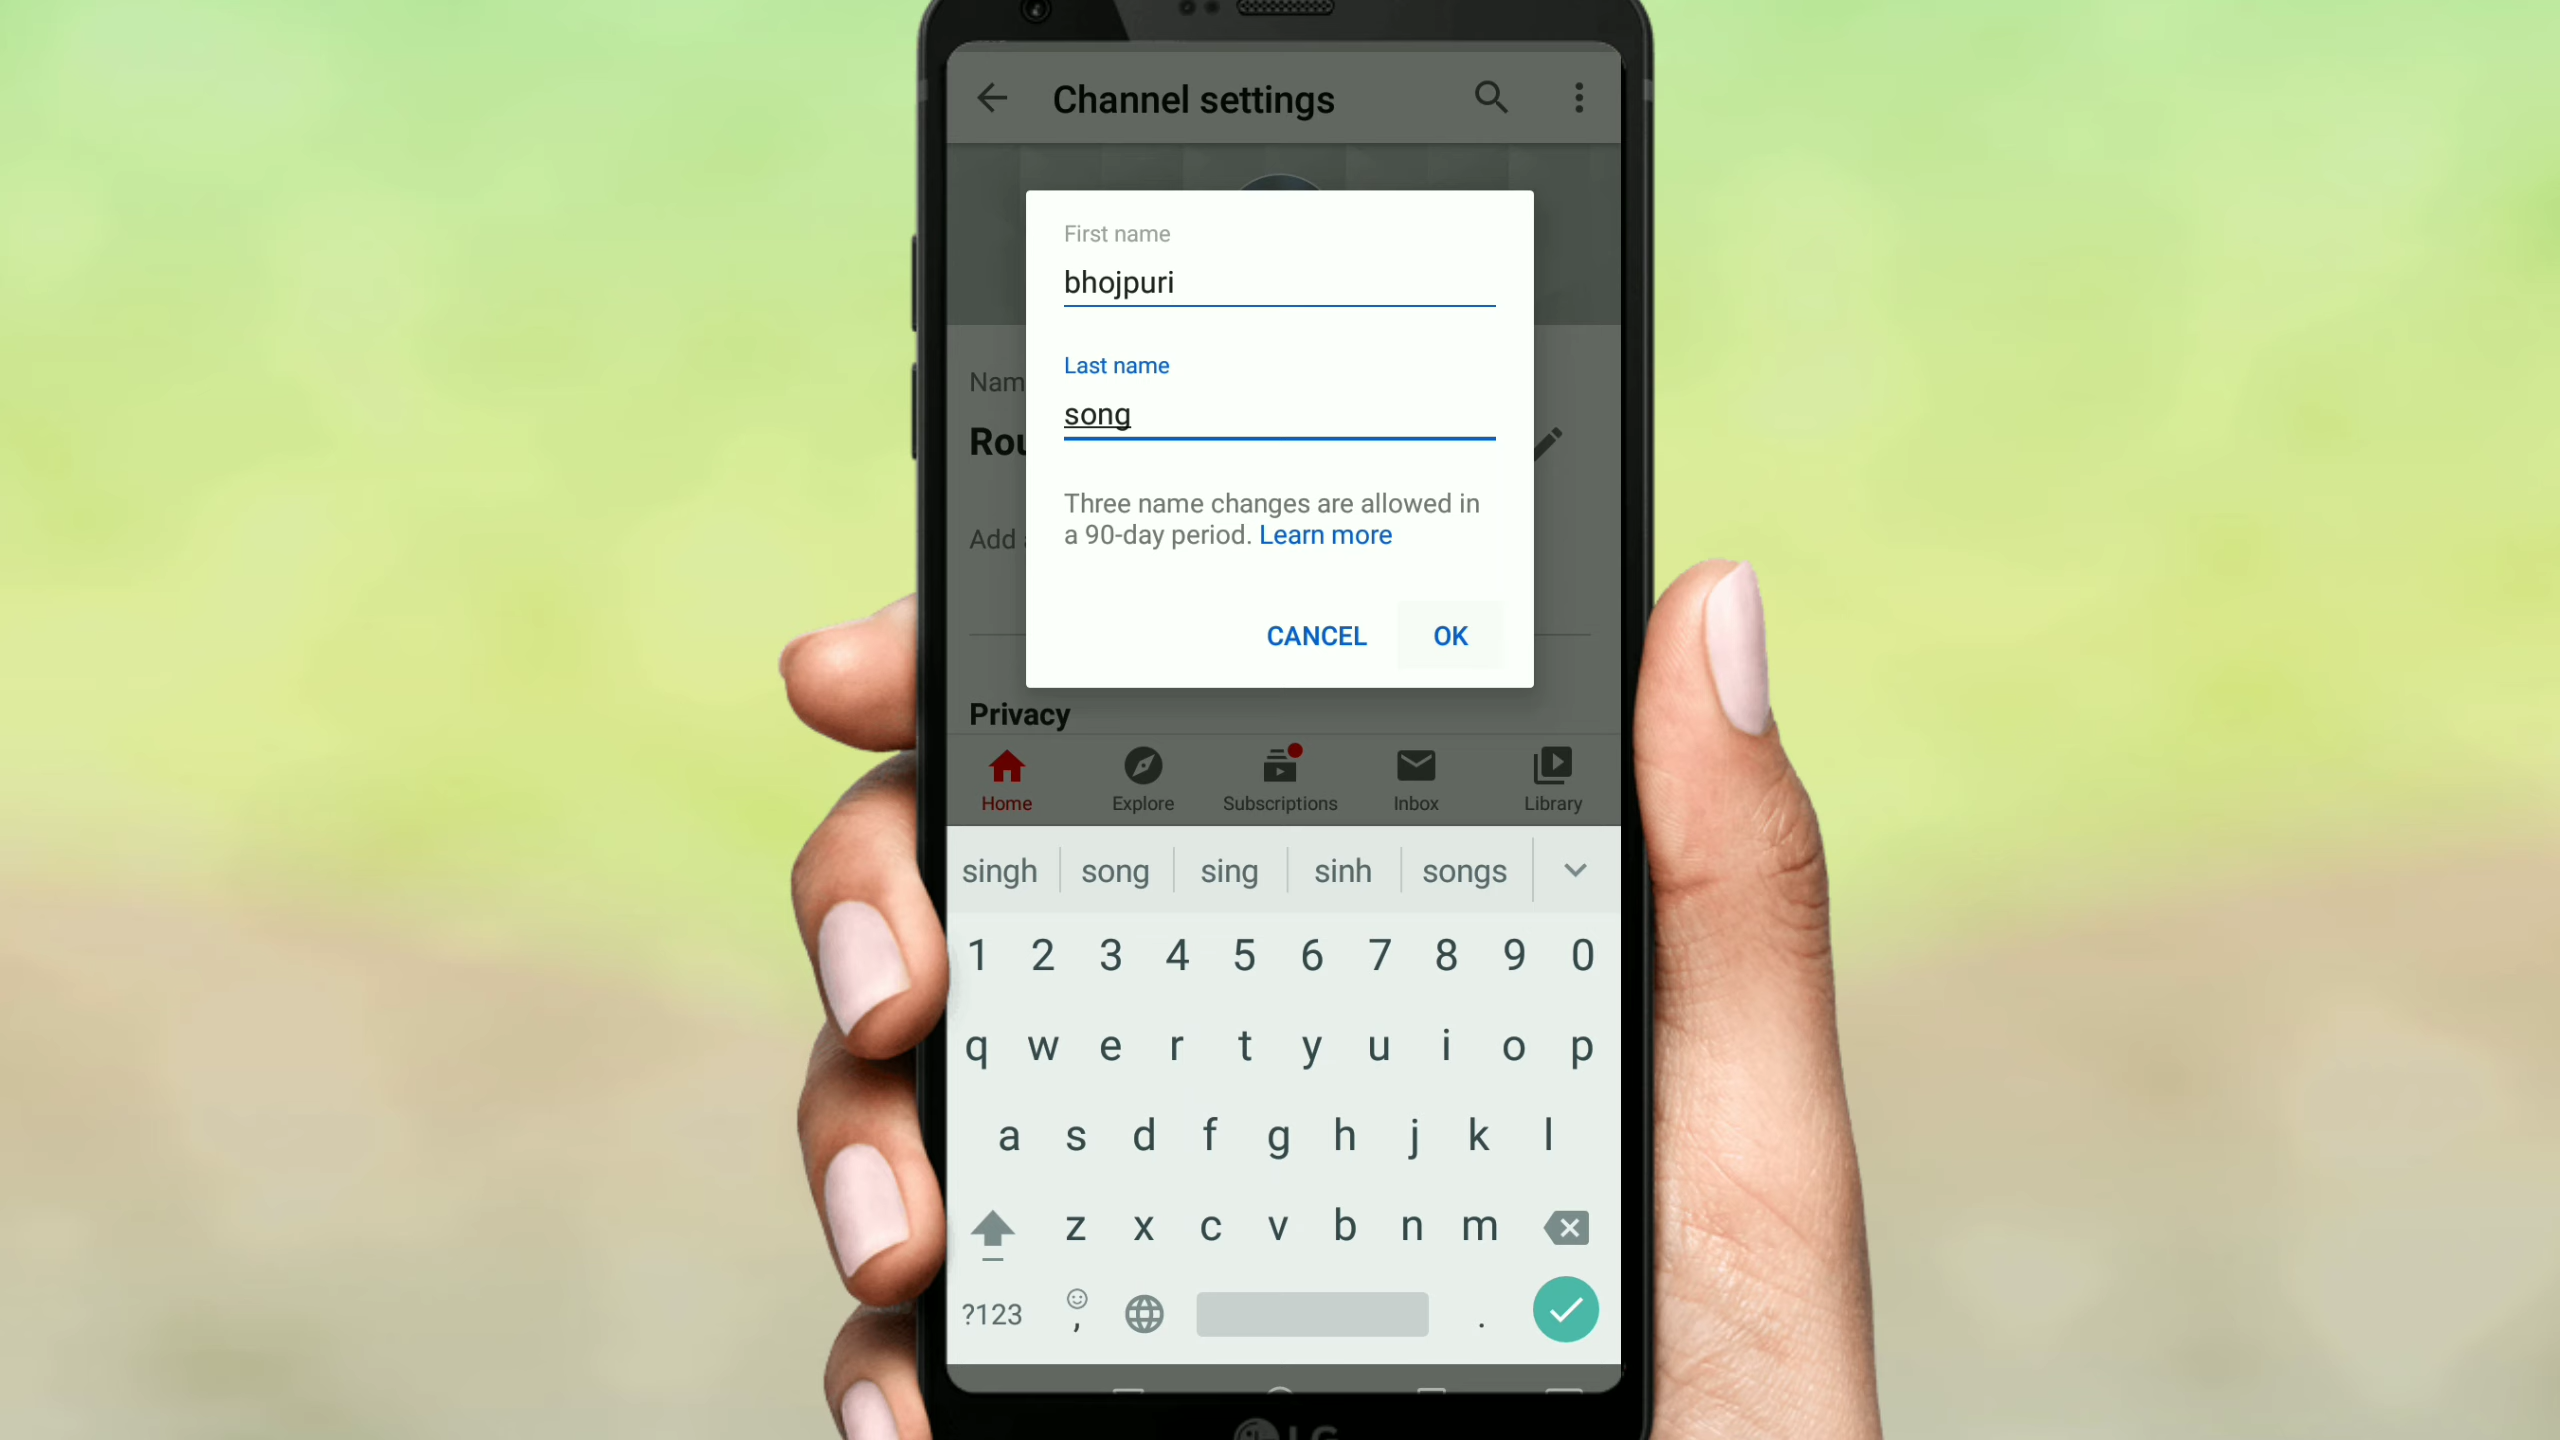 Channel settings
First name
bhojpuri
Last name
song
Nam
Rou
Three name changes are allowed in
a 90-day period. Learn more
Add
CANCEL OK
Privacy
Home Explore Subscriptions Inbox Library
singh song sing sinh songs
1 2 3 4 5 6 7 8 9 0
q w e r t y u i o p
a s d f g h j k l
z x c v b n m
?123 , .
LG